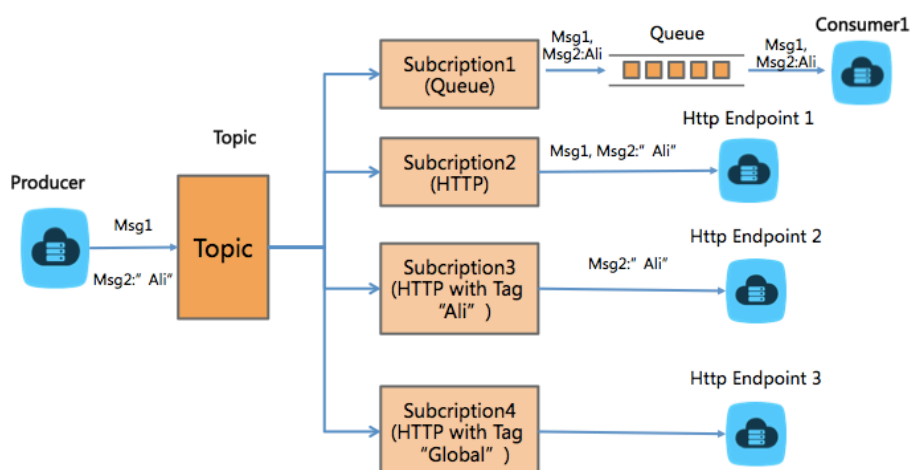 Producer
Msg1
Msg2:“ Ali”
Topic
Topic
Subcription1
(Queue)
Msg1,
Msg2:Ali
Queue
Msg1,
Msg2:Ali
Consumer1
Subcription2
(HTTP)
Msg1, Msg2:“ Ali”
Http Endpoint 1
Subcription3
(HTTP with Tag
“Ali” )
Msg2:“ Ali”
Http Endpoint 2
Subcription4
(HTTP with Tag
“Global” )
Http Endpoint 3